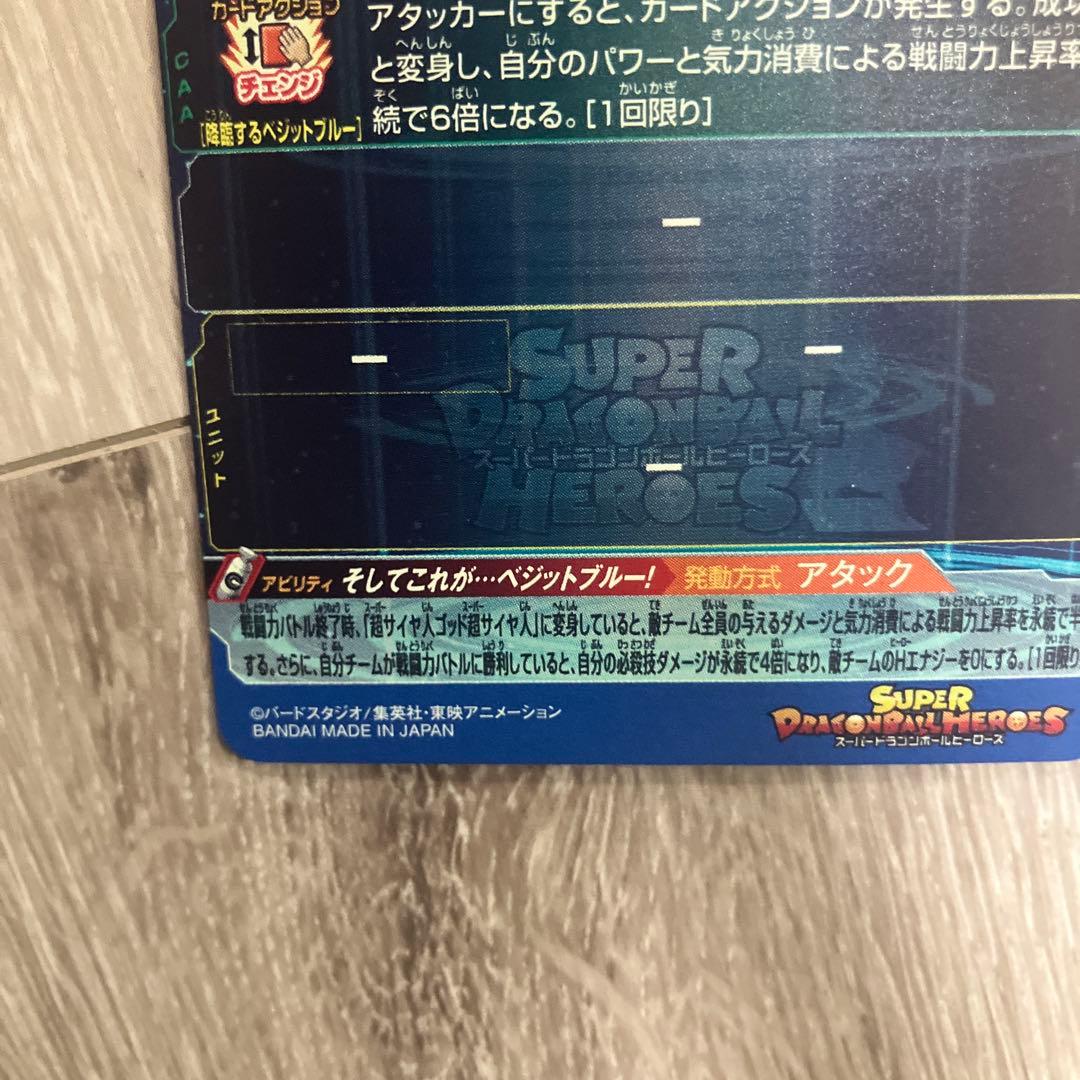 カードアクション
アタッカーにすると、カードアクションが発生する。成功
と変身し、自分のパワーと気力消費による戦闘力上昇率
続で6倍になる。[1回限り]
チェンジ
[降臨するベジットブルー]
CAA
ー
ー
ー
ー
ユニット
SUPER
DRAGONBALL
スーパードラゴンボールヒーローズ
HEROES
アビリティ そしてこれが…ベジットブルー! 発動方式 アタック
戦闘力バトル終了時、「超サイヤ人ゴッド超サイヤ人」に変身していると、敵チーム全員の与えるダメージと気力消費による戦闘力上昇率を永続で半
する。さらに、自分チームが戦闘力バトルに勝利していると、自分の必殺技ダメージが永続で4倍になり、敵チームのHエナジーを0にする。[1回限り
©バードスタジオ/集英社・東映アニメーション
BANDAI MADE IN JAPAN
SUPER
DRAGONBALL HEROES
スーパードラゴンボールヒーローズ